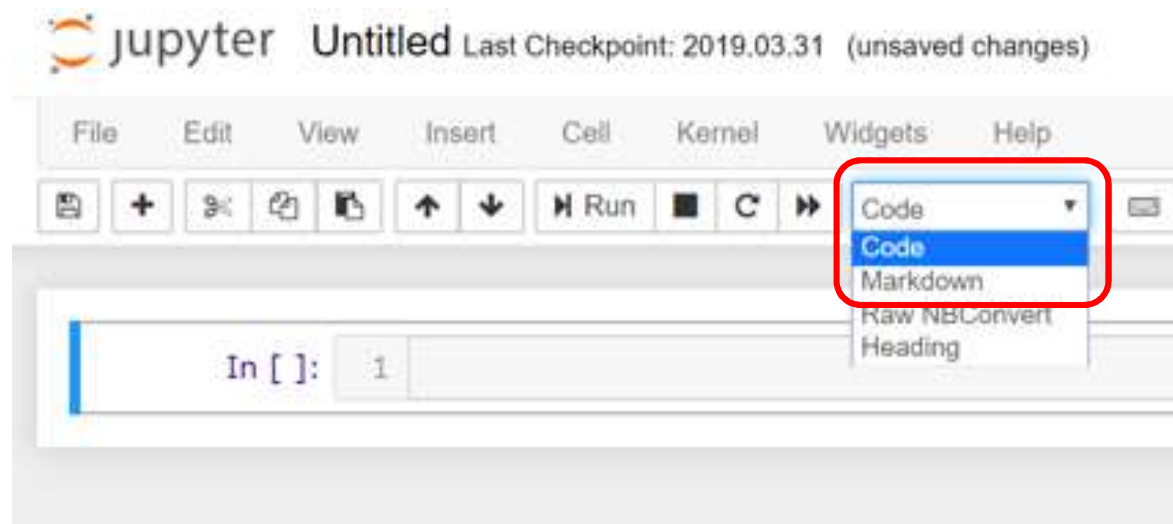 jupyter Untitled Last Checkpoint: 2019.03.31 (unsaved changes)
File Edit View Insert Cell Kernel Widgets Help
Run Code
Code
Markdown
Raw NBConvert
Heading
In [ ]: 1